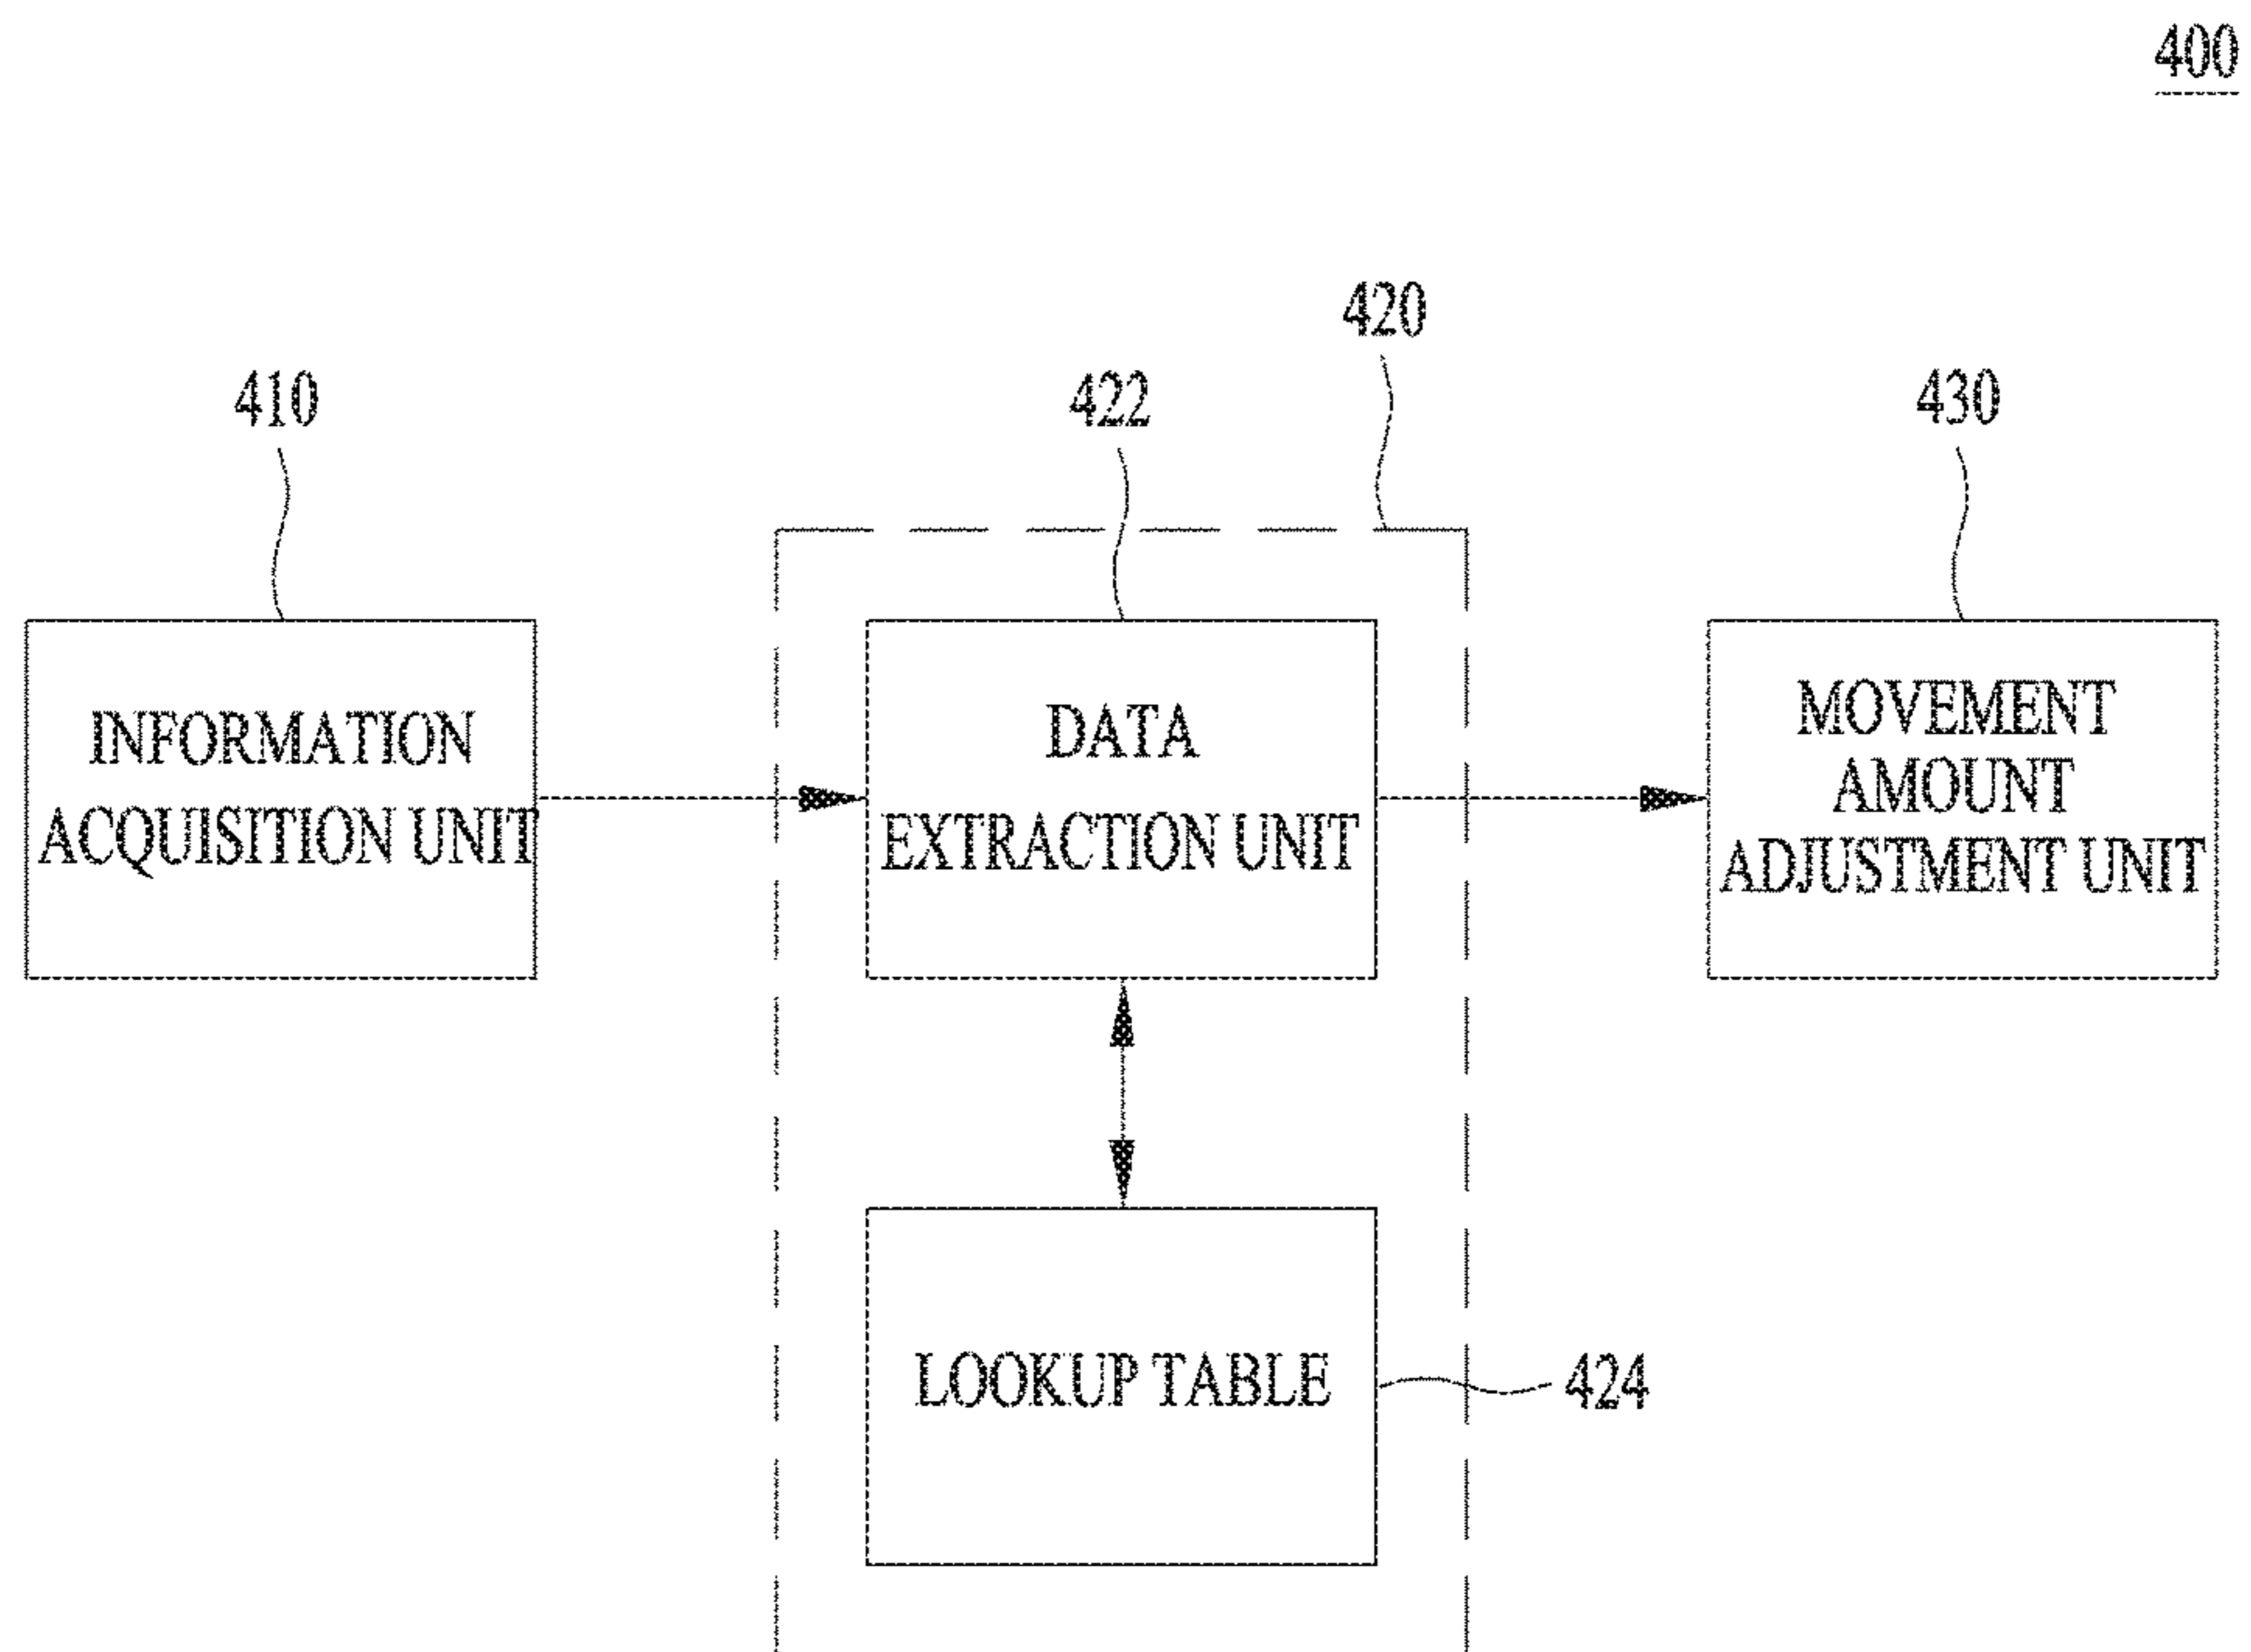 400
420
410
422
430
INFORMATION
ACQUISITION UNIT
DATA
EXTRACTION UNIT
MOVEMENT
AMOUNT
ADJUSTMENT UNIT
LOOKUP TABLE
424